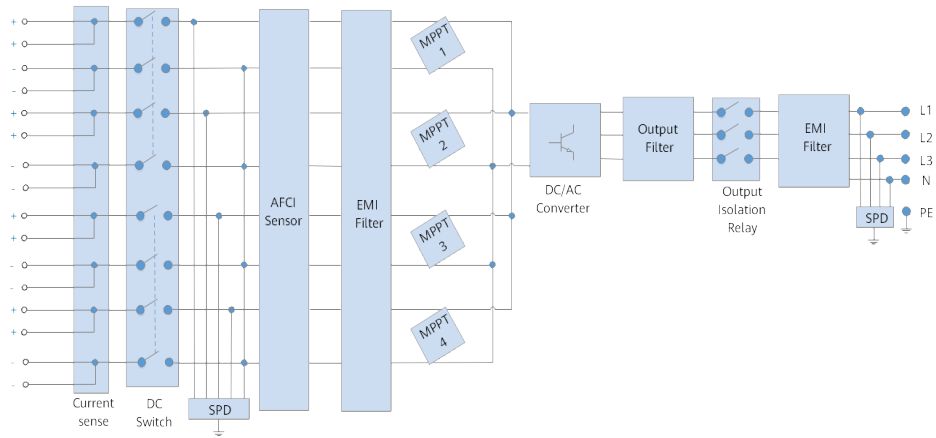 +
+
-
-
+
+
-
-
+
+
-
-
+
+
-
-
Current
sense
DC
Switch
SPD
AFCI
Sensor
EMI
Filter
MPPT
1
MPPT
2
MPPT
3
MPPT
4
DC/AC
Converter
Output
Filter
Output
Isolation
Relay
EMI
Filter
L1
L2
L3
N
PE
SPD